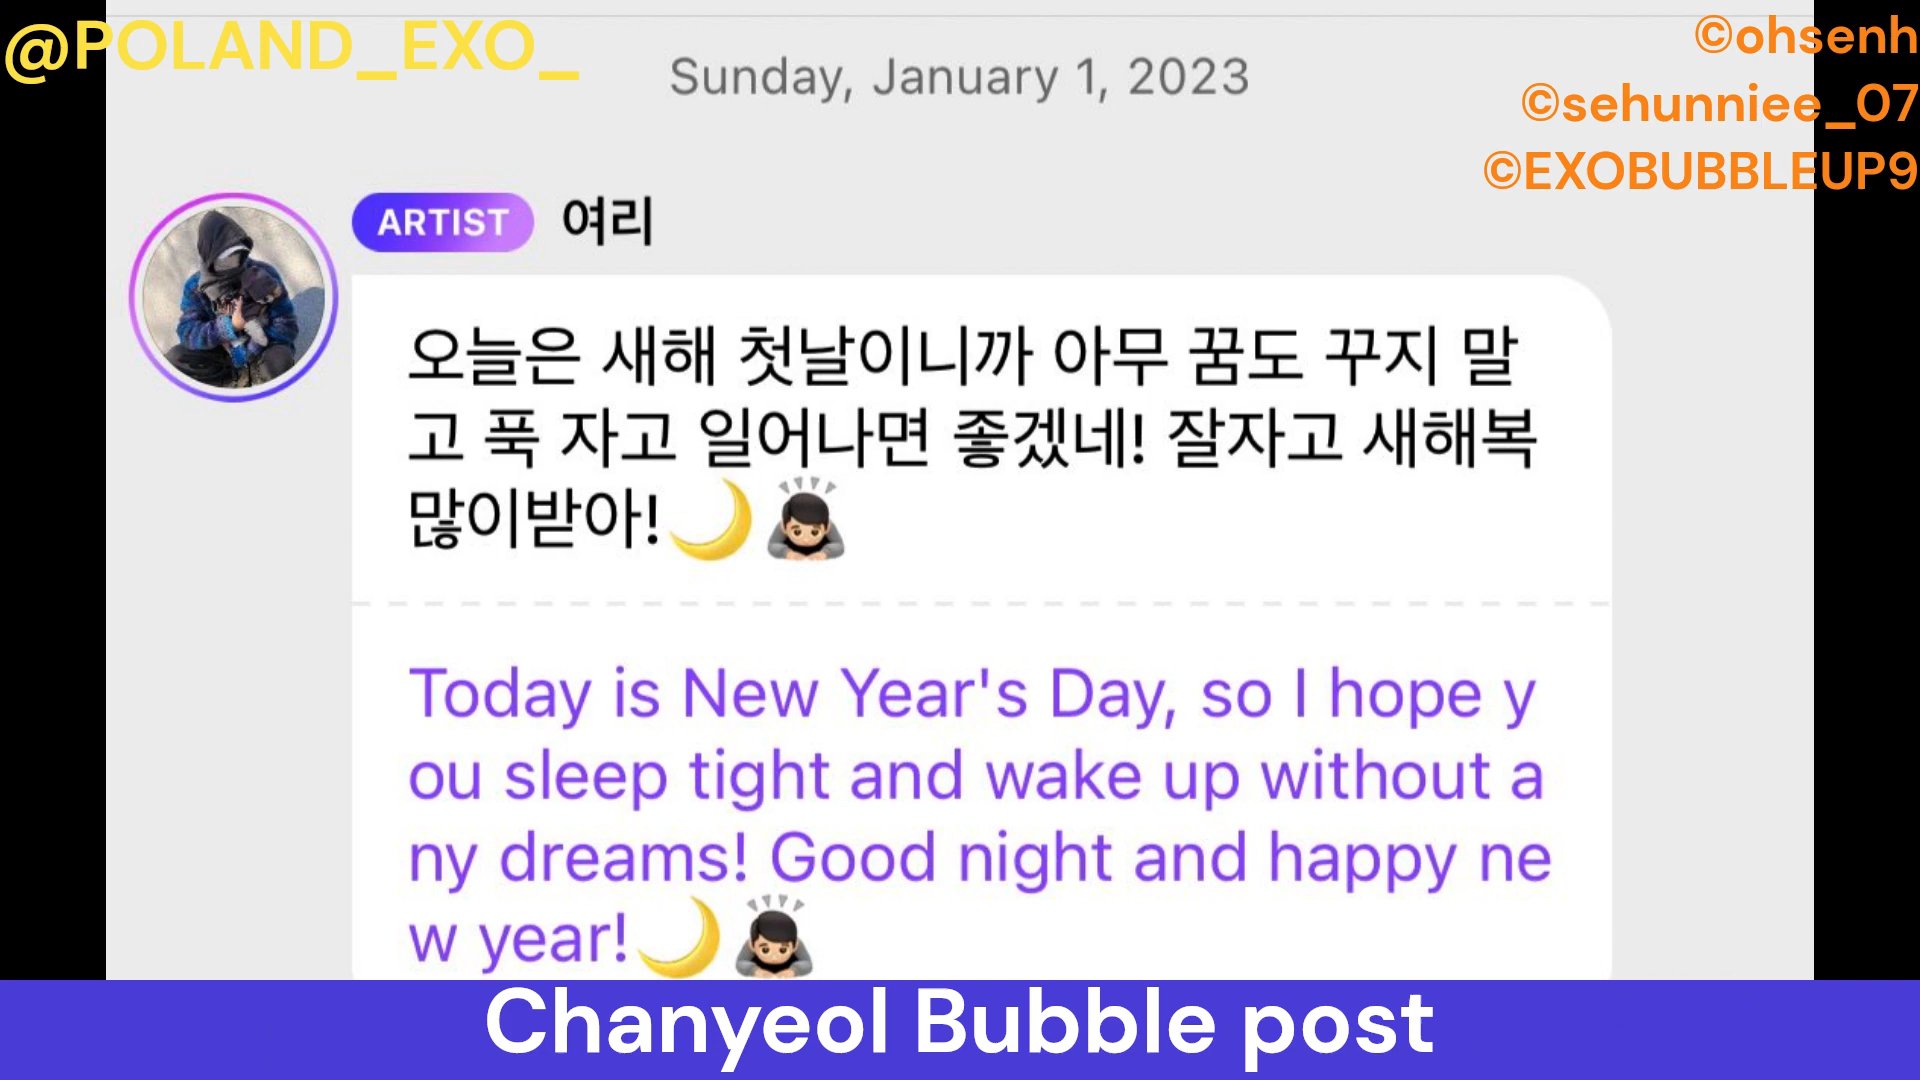 @POLAND_EXO_
©ohsenh
Sunday, January 1, 2023
©sehunniee_07
©EXOBUBBLEUP9
ARTIST 여리
오늘은 새해 첫날이니까 아무 꿈도 꾸지 말
고 푹 자고 일어나면 좋겠네! 잘자고 새해복
많이받아!🌙🙇🏻‍♂️
Today is New Year's Day, so I hope y
ou sleep tight and wake up without a
ny dreams! Good night and happy ne
w year!🌙🙇🏻‍♂️
Chanyeol Bubble post